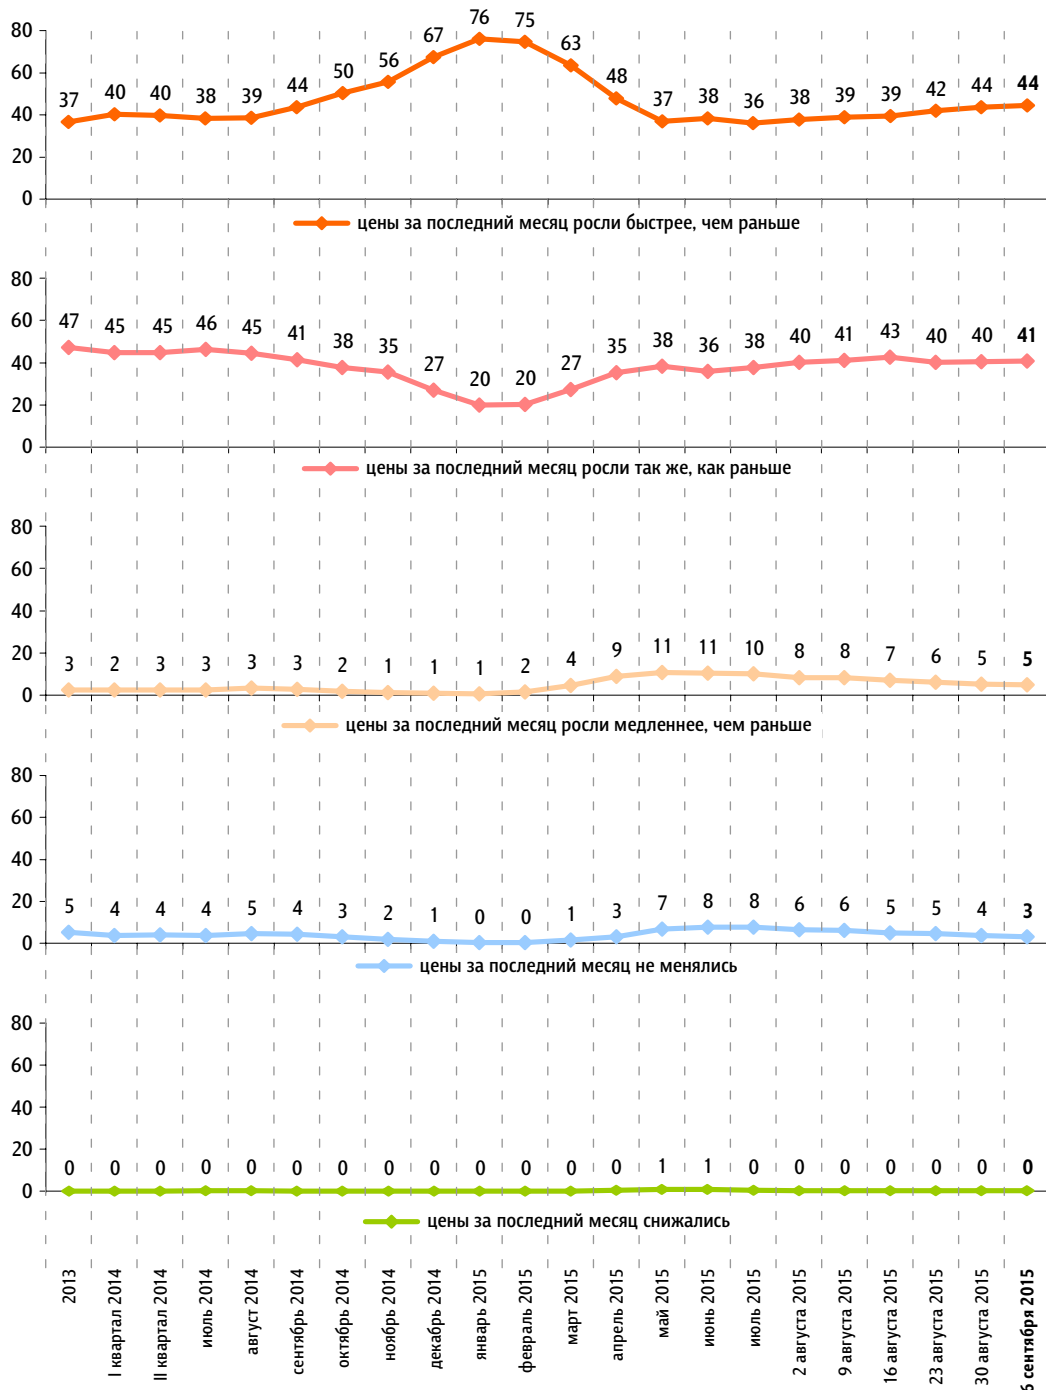 80
60
40
20
0
37 40 40 38 39 44 50 56 67 76 75 63 48 37 38 36 38 39 39 42 44 44
цены за последний месяц росли быстрее, чем раньше
80
60
40
20
0
47 45 45 46 45 41 38 35 27 20 20 27 35 38 36 38 40 41 43 40 40 41
цены за последний месяц росли так же, как раньше
80
60
40
20
0
3 2 3 3 3 3 2 1 1 1 2 4 9 11 11 10 8 8 7 6 5 5
цены за последний месяц росли медленнее, чем раньше
80
60
40
20
0
5 4 4 4 5 4 3 2 1 0 0 1 3 7 8 8 6 6 5 5 4 3
цены за последний месяц не менялись
80
60
40
20
0
0 0 0 0 0 0 0 0 0 0 0 0 0 1 1 0 0 0 0 0 0 0
цены за последний месяц снижались
2013
I квартал 2014
II квартал 2014
июль 2014
август 2014
сентябрь 2014
октябрь 2014
ноябрь 2014
декабрь 2014
январь 2015
февраль 2015
март 2015
апрель 2015
май 2015
июнь 2015
июль 2015
2 августа 2015
9 августа 2015
16 августа 2015
23 августа 2015
30 августа 2015
6 сентября 2015